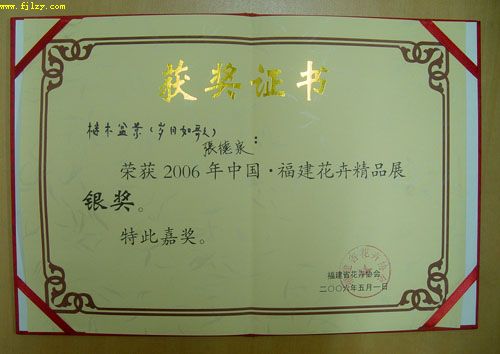 www.fjlzy.com
获奖证书
桩木盆景(岁月如歌)
张德泉:
荣获2006年中国·福建花卉精品展
银奖。
特此嘉奖。
福建省花卉协会
二〇〇六年五月一日